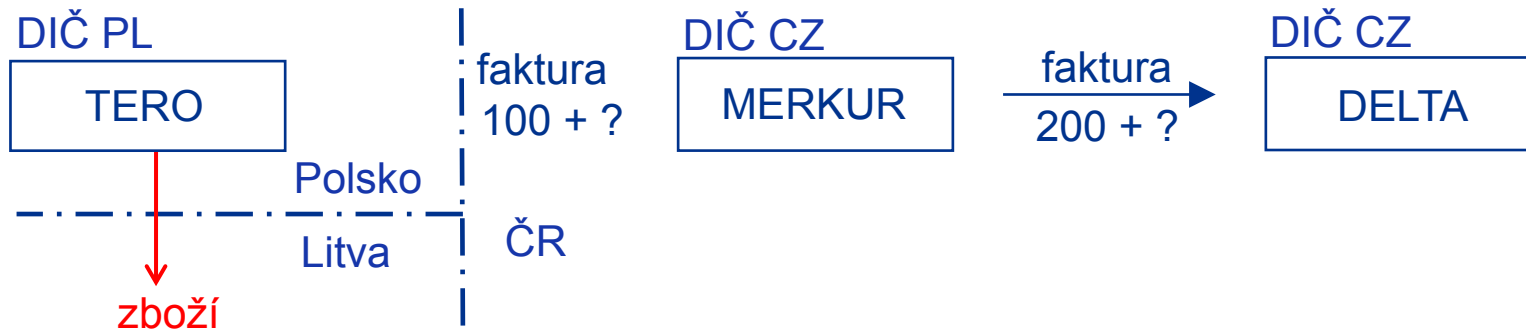 DIČ PL
TERO
Polsko
Litva
zboží
faktura
100 + ?
ČR
DIČ CZ
MERKUR
faktura
200 + ?
DIČ CZ
DELTA